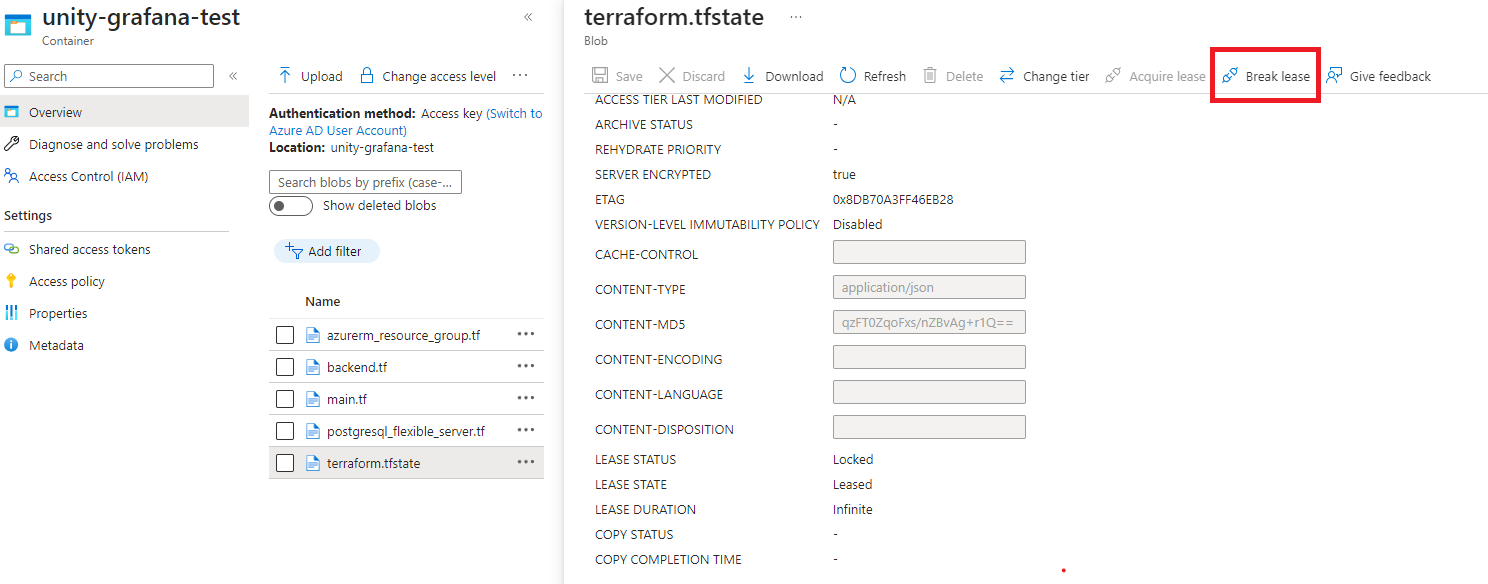 unity-grafana-test
Container
Search
Overview
Diagnose and solve problems
Access Control (IAM)
Settings
Shared access tokens
Access policy
Properties
Metadata
Upload Change access level ...
Authentication method: Access key (Switch to
Azure AD User Account)
Location: unity-grafana-test
Search blobs by prefix (case-...
Show deleted blobs
Add filter
Name
azurerm_resource_group.tf
backend.tf
main.tf
postgresql_flexible_server.tf
terraform.tfstate
terraform.tfstate ...
Blob
Save Discard Download Refresh Delete Change tier Acquire lease Break lease Give feedback
ACCESS TIER LAST MODIFIED N/A
ARCHIVE STATUS -
REHYDRATE PRIORITY -
SERVER ENCRYPTED true
ETAG 0x8DB70A3FF46EB28
VERSION-LEVEL IMMUTABILITY POLICY Disabled
CACHE-CONTROL
CONTENT-TYPE application/json
CONTENT-MD5 qzFT0ZqoFxs/nZBvAg+r1Q==
CONTENT-ENCODING
CONTENT-LANGUAGE
CONTENT-DISPOSITION
LEASE STATUS Locked
LEASE STATE Leased
LEASE DURATION Infinite
COPY STATUS -
COPY COMPLETION TIME -